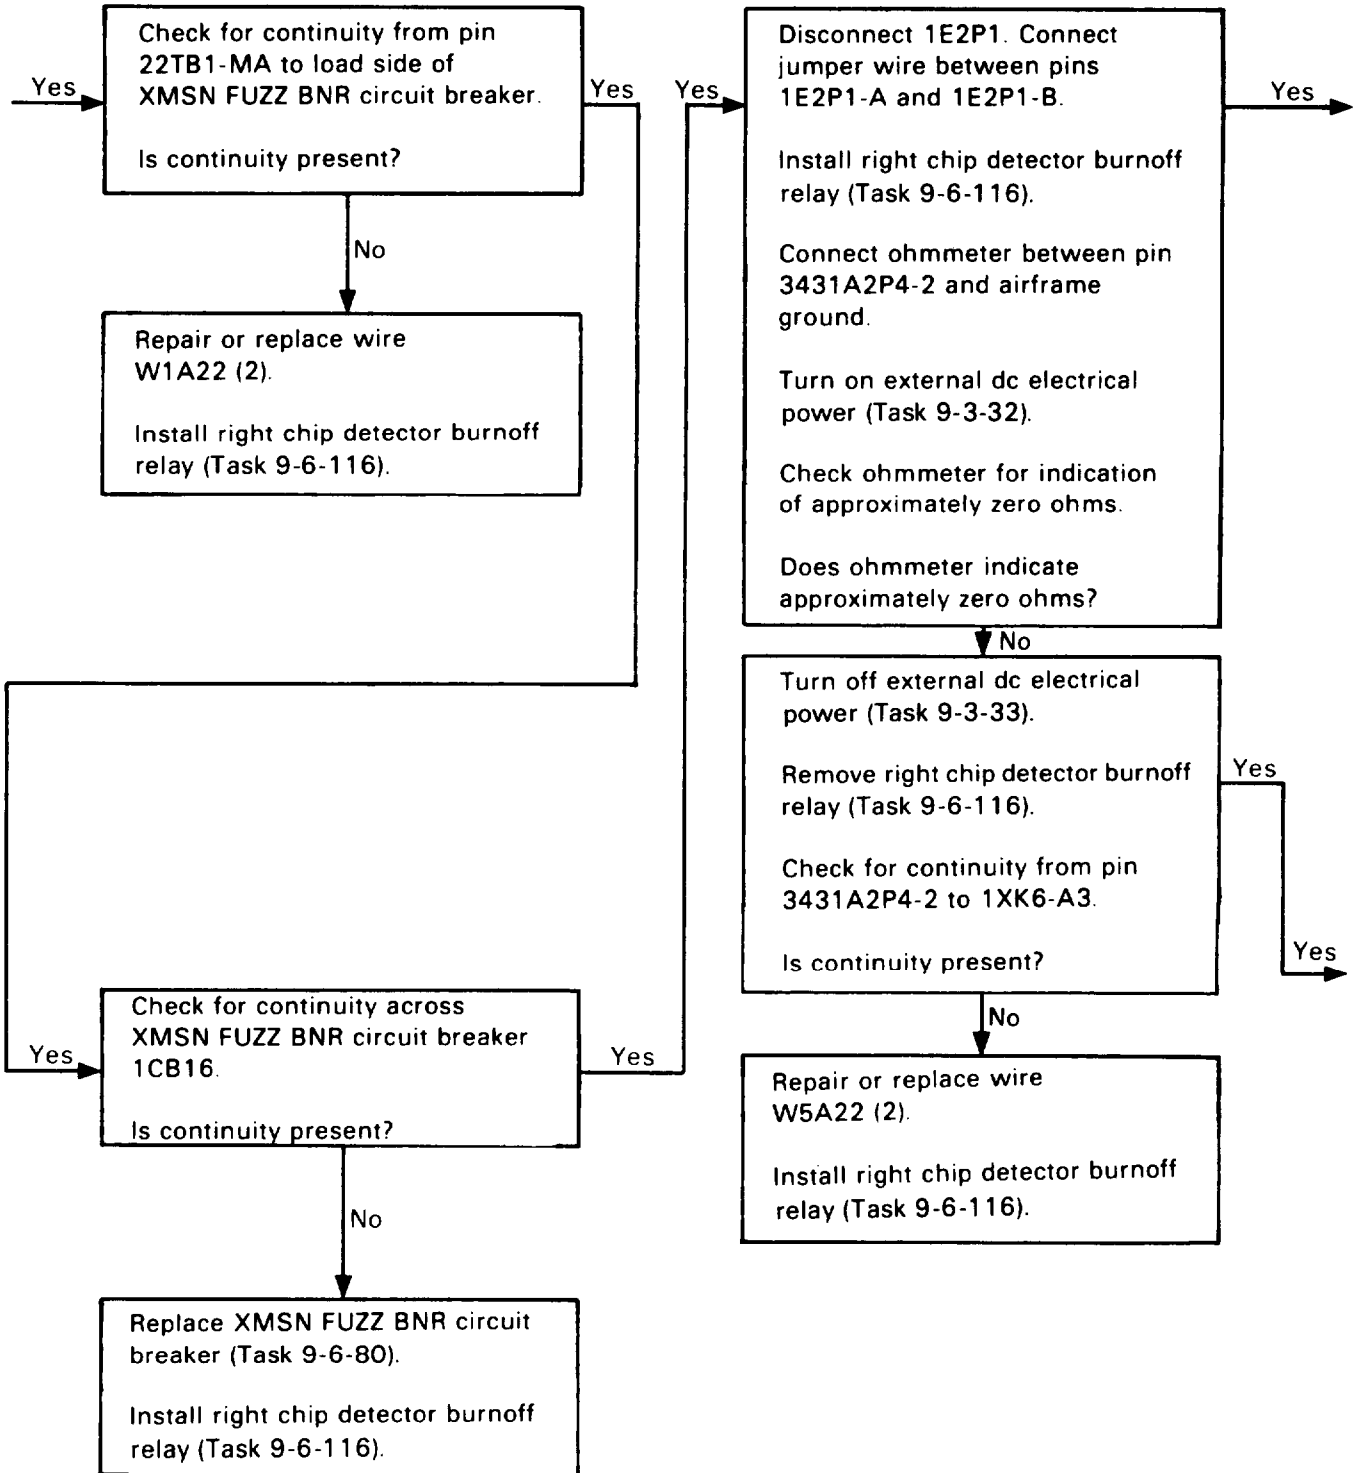 Check for continuity from pin
22TB1-MA to load side of
XMSN FUZZ BNR circuit breaker.
Is continuity present?
Yes
Yes
No
Repair or replace wire
W1A22 (2).
Install right chip detector burnoff
relay (Task 9-6-116).
Yes
Check for continuity across
XMSN FUZZ BNR circuit breaker
1CB16.
Is continuity present?
Yes
No
Replace XMSN FUZZ BNR circuit
breaker (Task 9-6-80).
Install right chip detector burnoff
relay (Task 9-6-116).
Yes
Disconnect 1E2P1. Connect
jumper wire between pins
1E2P1-A and 1E2P1-B.
Install right chip detector burnoff
relay (Task 9-6-116).
Connect ohmmeter between pin
3431A2P4-2 and airframe
ground.
Turn on external dc electrical
power (Task 9-3-32).
Check ohmmeter for indication
of approximately zero ohms.
Does ohmmeter indicate
approximately zero ohms?
Yes
No
Turn off external dc electrical
power (Task 9-3-33).
Remove right chip detector burnoff
relay (Task 9-6-116).
Check for continuity from pin
3431A2P4-2 to 1XK6-A3.
Is continuity present?
Yes
Yes
No
Repair or replace wire
W5A22 (2).
Install right chip detector burnoff
relay (Task 9-6-116).